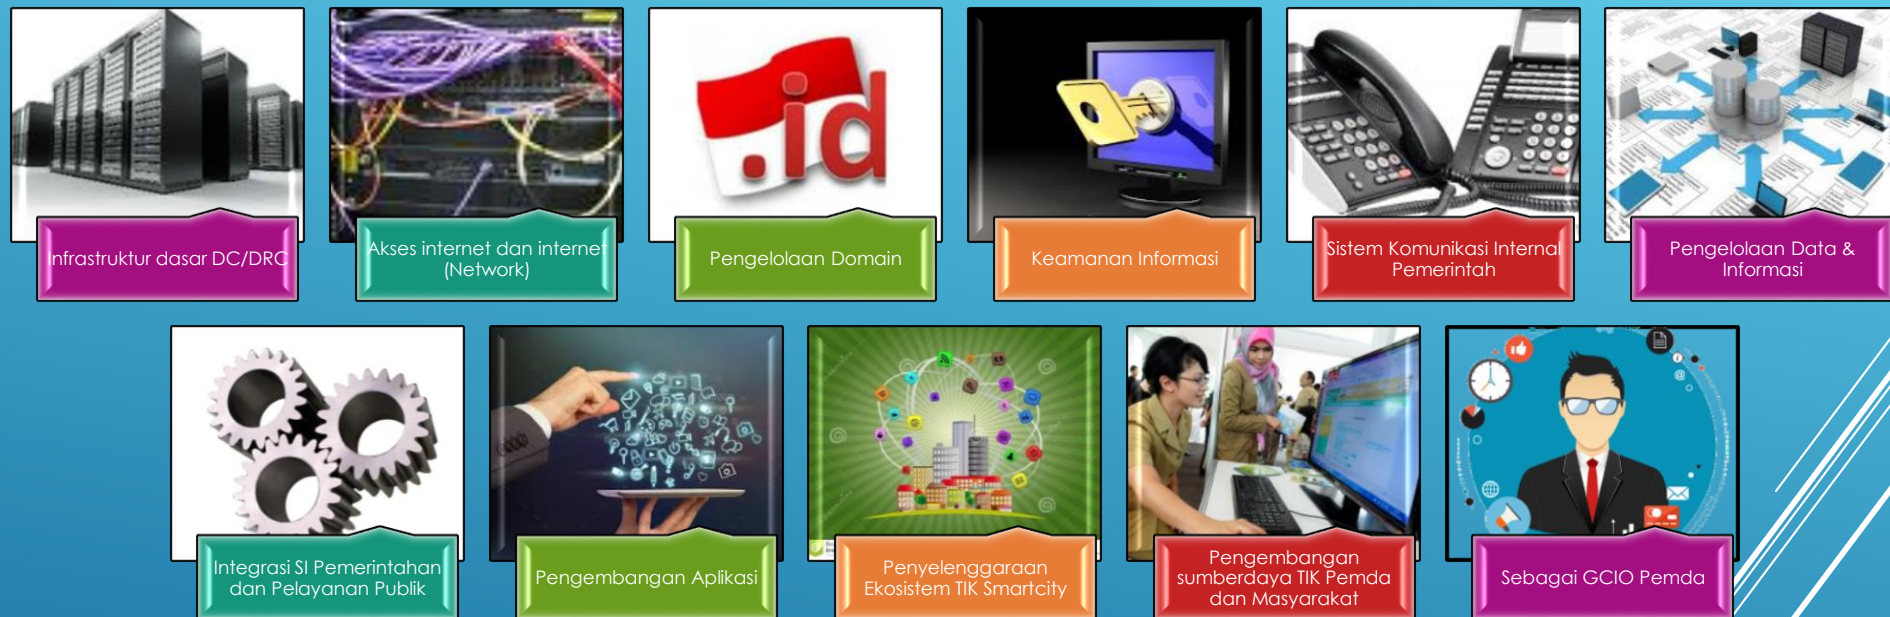 .id
Infrastruktur dasar DC/DRC
Akses internet dan internet
(Network)
Pengelolaan Domain
Keamanan Informasi
Sistem Komunikasi Internal
Pemerintah
Pengelolaan Data &
Informasi
Integrasi SI Pemerintahan
dan Pelayanan Publik
Pengembangan Aplikasi
Penyelenggaraan
Ekosistem TIK Smartcity
Pengembangan
sumberdaya TIK Pemda
dan Masyarakat
Sebagai GCIO Pemda